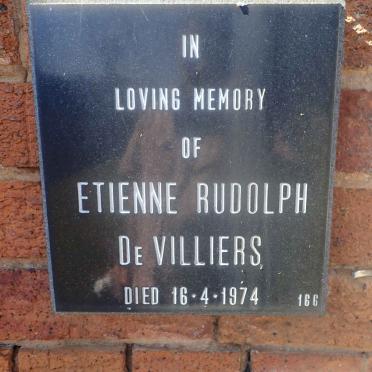 IN
LOVING MEMORY
OF
ETIENNE RUDOLPH
DE VILLIERS
DIED 16·4·1974 166